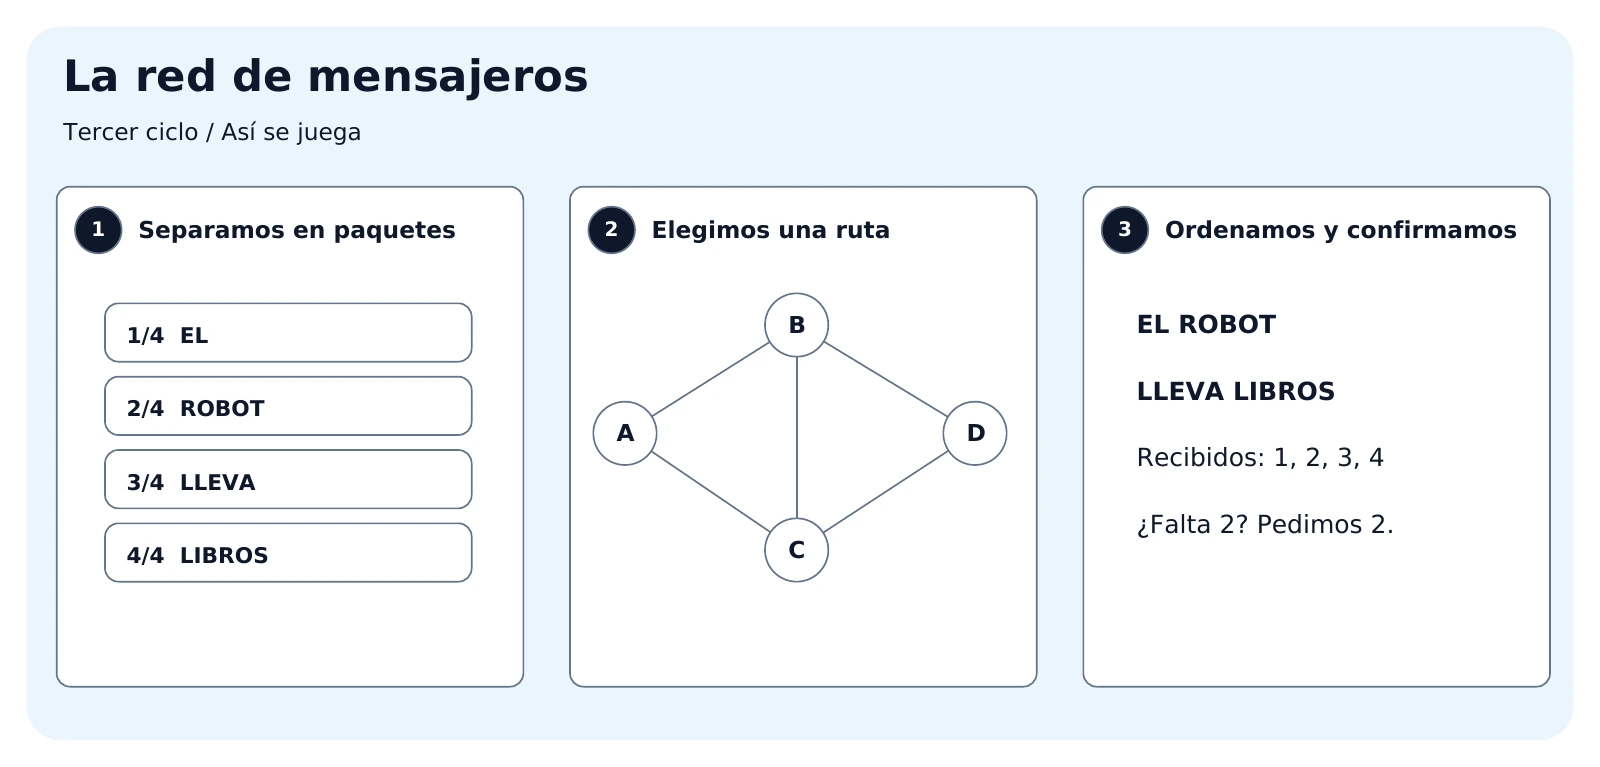 La red de mensajeros
Tercer ciclo / Así se juega
1 Separamos en paquetes
1/4 EL
2/4 ROBOT
3/4 LLEVA
4/4 LIBROS
2 Elegimos una ruta
B
A
D
C
3 Ordenamos y confirmamos
EL ROBOT
LLEVA LIBROS
Recibidos: 1, 2, 3, 4
¿Falta 2? Pedimos 2.